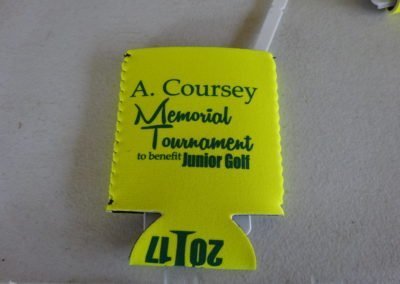 A. Coursey
Memorial
Tournament
to benefit Junior Golf
2017